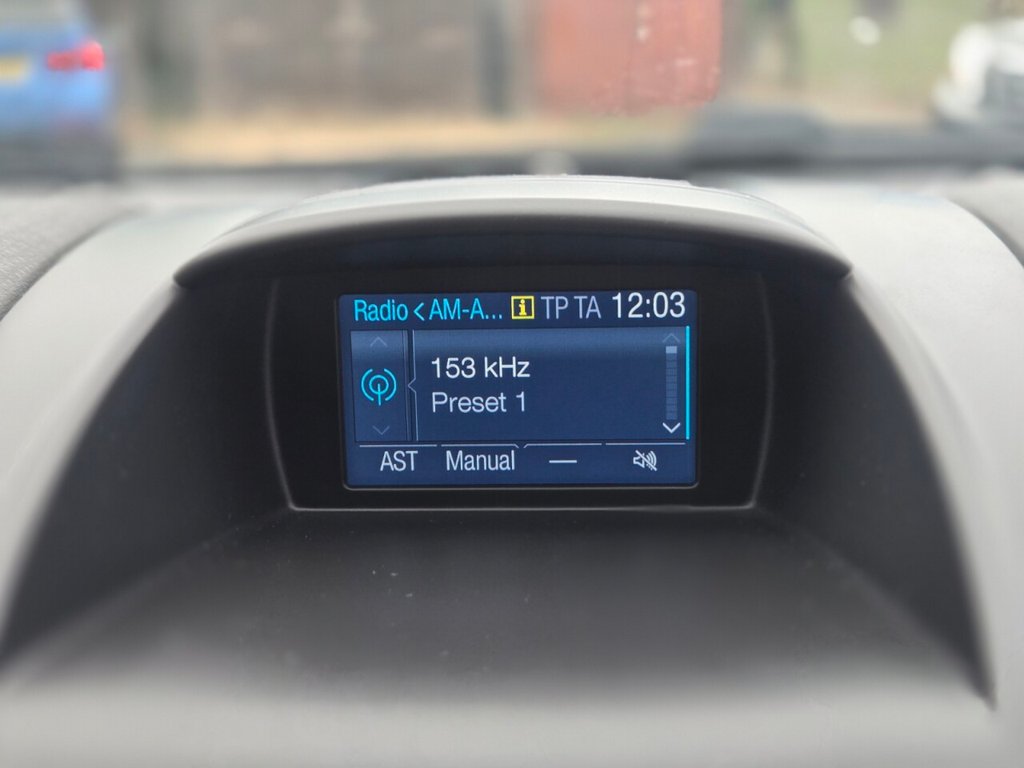 Radio < AM-A... i TP TA 12:03
153 kHz
Preset 1
AST Manual —